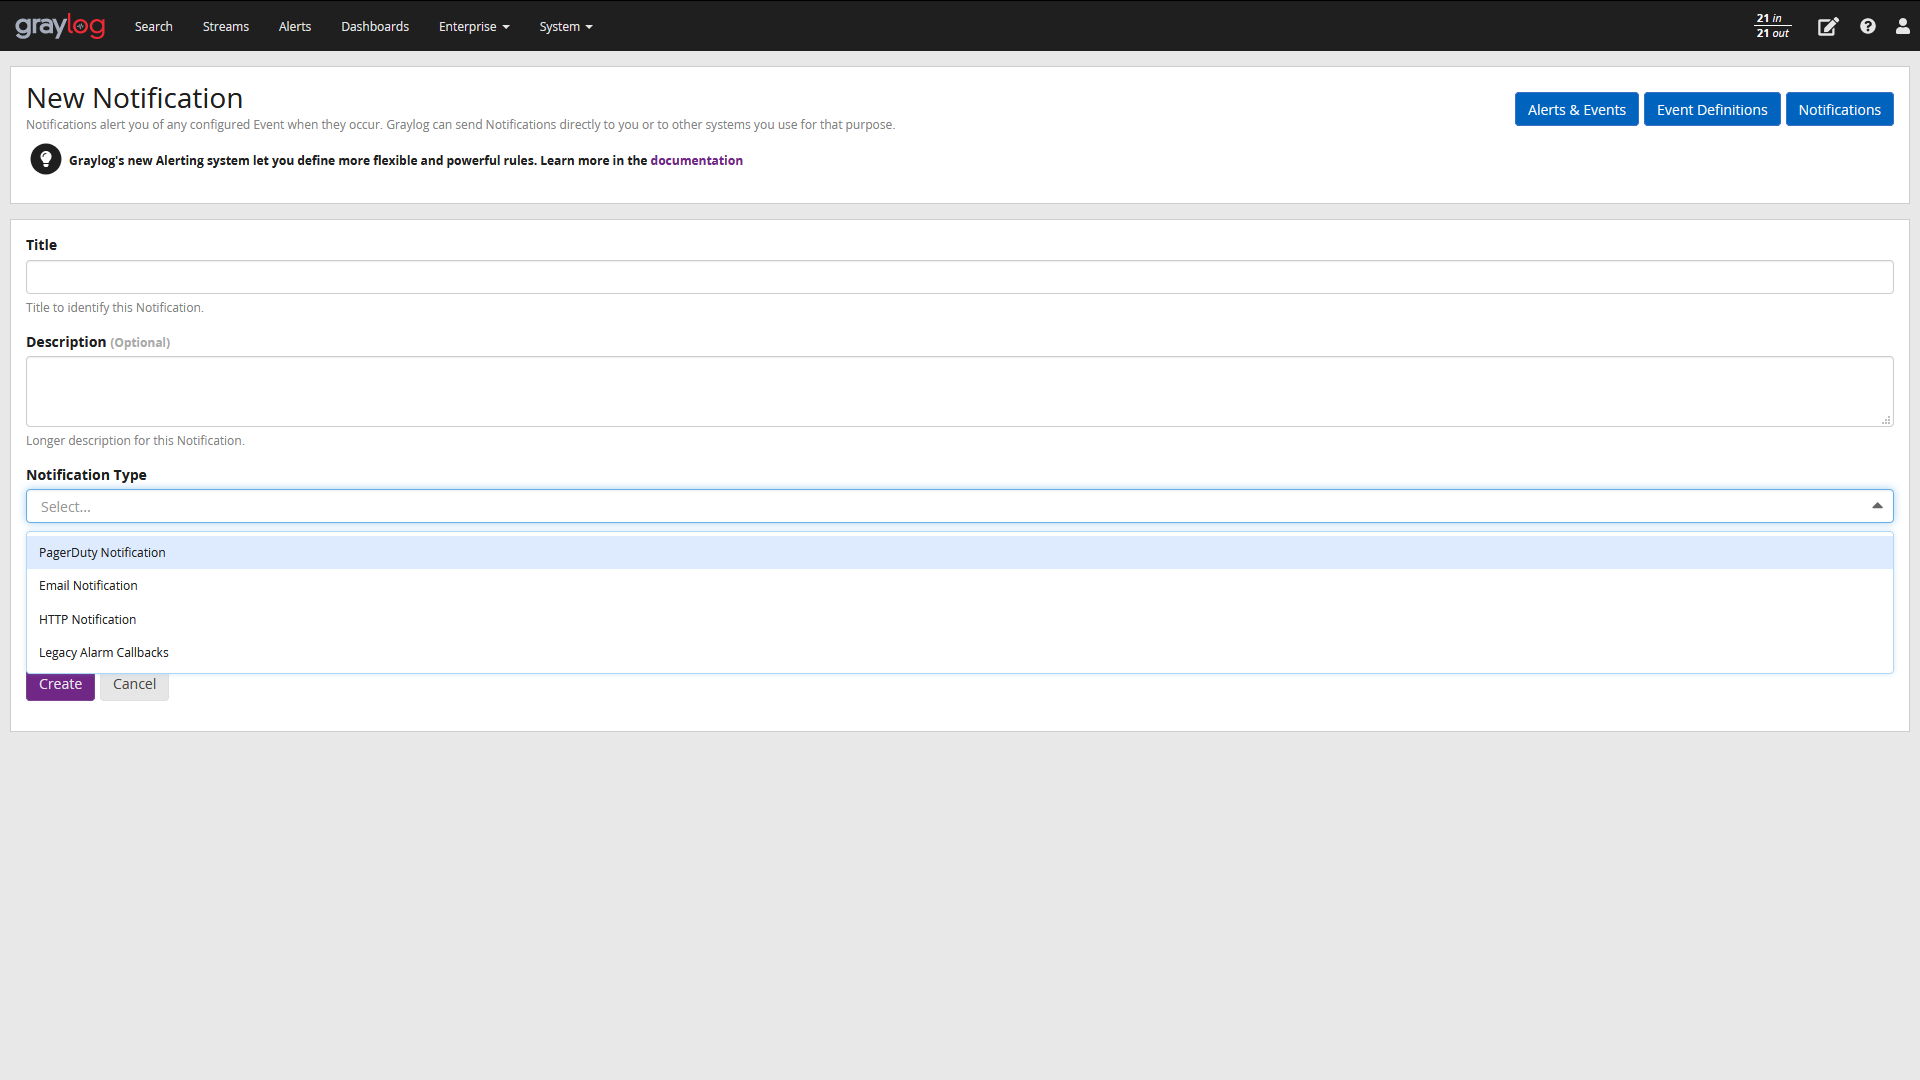 graylog Search Streams Alerts Dashboards Enterprise System 21 in
21 out
New Notification
Notifications alert you of any configured Event when they occur. Graylog can send Notifications directly to you or to other systems you use for that purpose.
Alerts & Events Event Definitions Notifications
Graylog's new Alerting system let you define more flexible and powerful rules. Learn more in the documentation
Title
Title to identify this Notification.
Description (Optional)
Longer description for this Notification.
Notification Type
Select...
PagerDuty Notification
Email Notification
HTTP Notification
Legacy Alarm Callbacks
Create Cancel